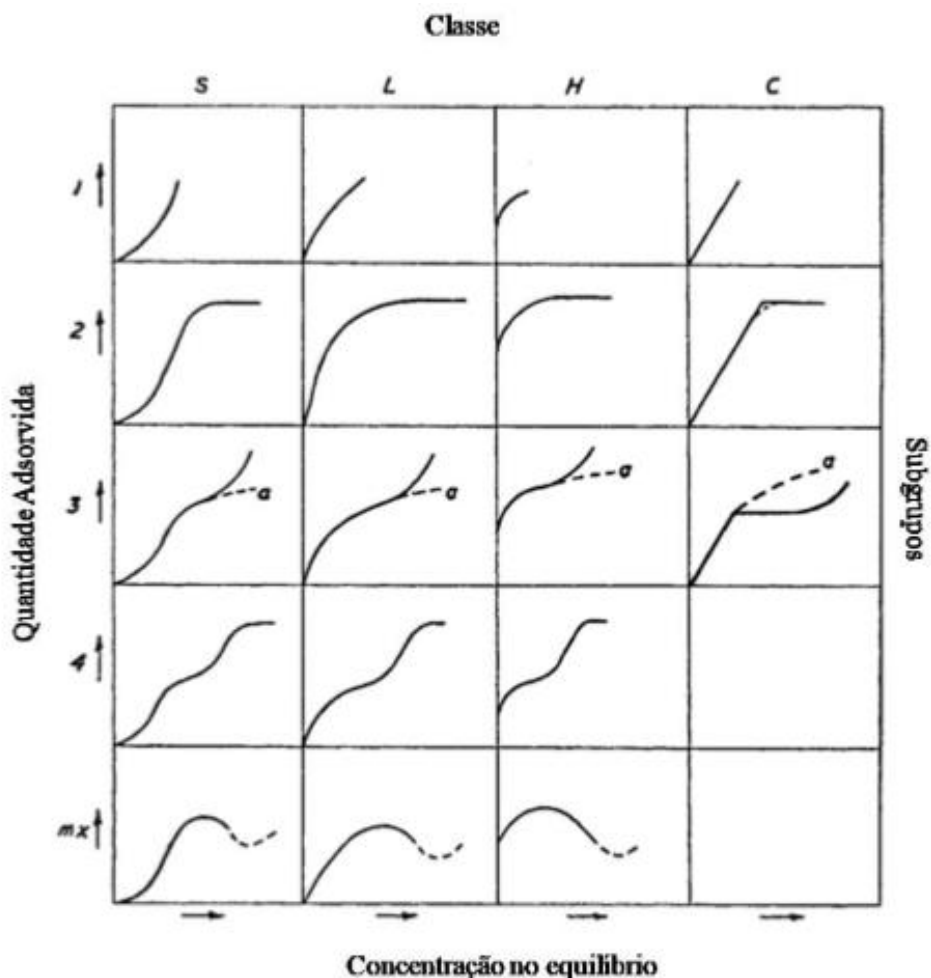 Classe
S L H C
1
2
3
a a a a
4
mx
Quantidade Adsorvida
Subgrupos
Concentração no equilíbrio